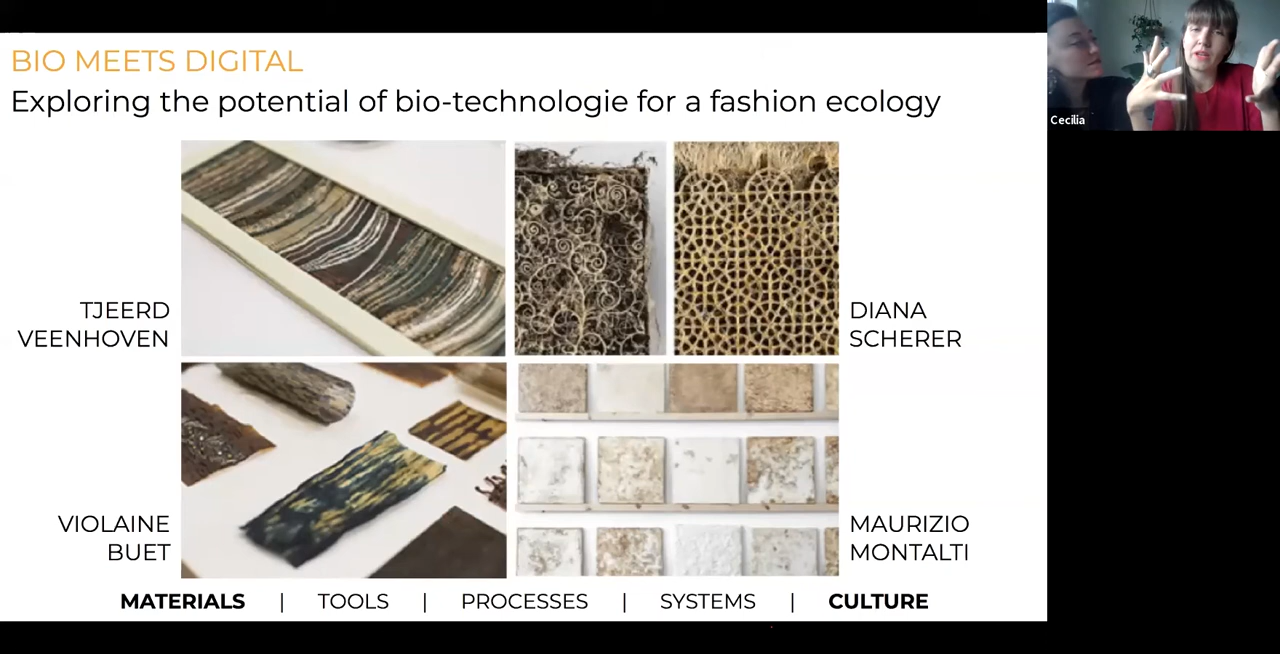 BIO MEETS DIGITAL
Exploring the potential of bio-technologie for a fashion ecology
TJEERD
VEENHOVEN
DIANA
SCHERER
VIOLAINE
BUET
MAURIZIO
MONTALTI
MATERIALS | TOOLS | PROCESSES | SYSTEMS | CULTURE
Cecilia